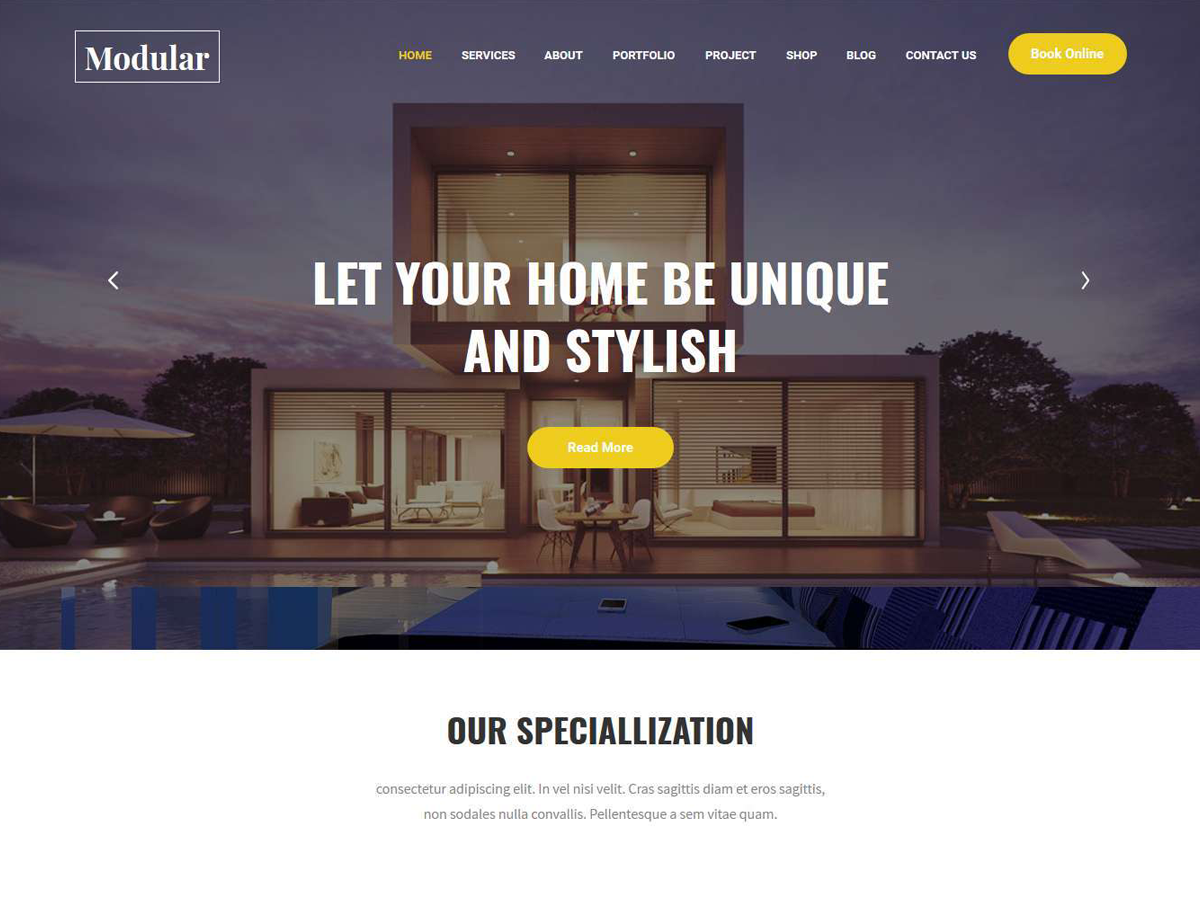 Modular
HOME SERVICES ABOUT PORTFOLIO PROJECT SHOP BLOG CONTACT US Book Online
LET YOUR HOME BE UNIQUE
AND STYLISH
Read More
OUR SPECIALLIZATION
consectetur adipiscing elit. In vel nisi velit. Cras sagittis diam et eros sagittis,
non sodales nulla convallis. Pellentesque a sem vitae quam.